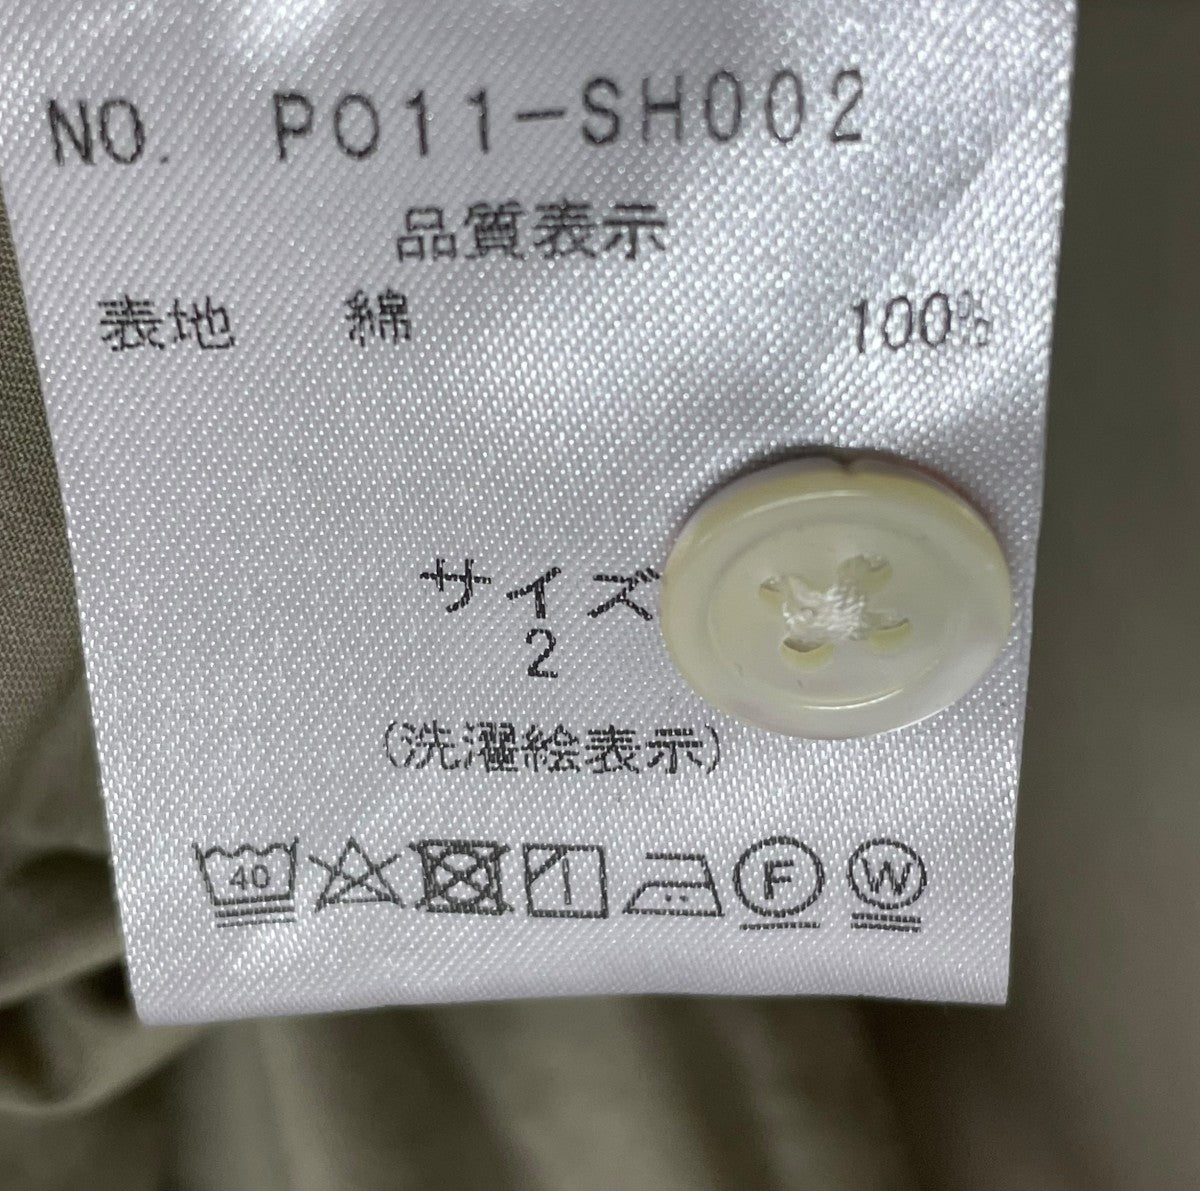 NO. P011-SH002
品質表示
表地 綿 100%
サイズ
2
(洗濯絵表示)
40 F W